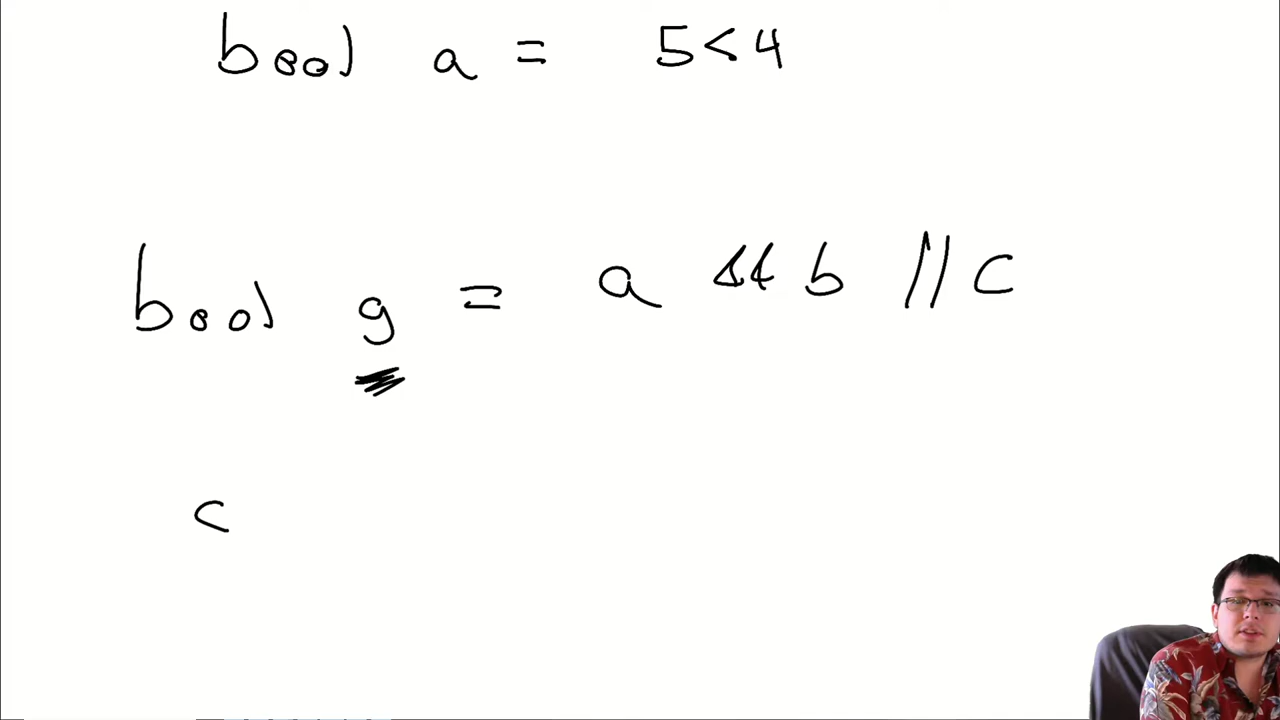 bool a = 5<4
bool g = a && b || c
c